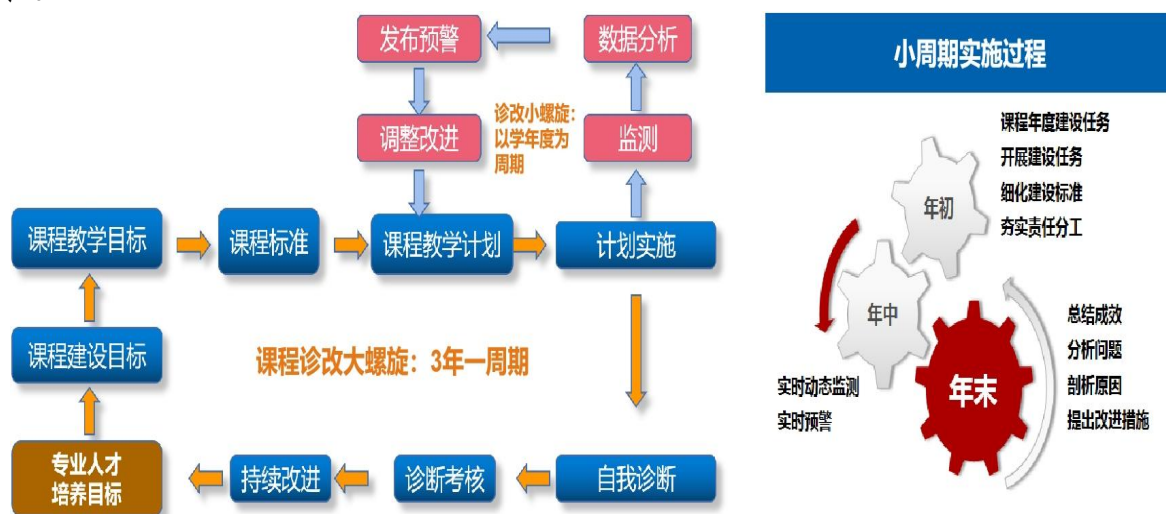 发布预警
数据分析
诊改小螺旋：
以学年度为
周期
调整改进
监测
课程教学目标
课程标准
课程教学计划
计划实施
课程建设目标
课程诊改大螺旋：3年一周期
专业人才
培养目标
持续改进
诊断考核
自我诊断
小周期实施过程
课程年度建设任务
开展建设任务
细化建设标准
夯实责任分工
年初
年中
实时动态监测
实时预警
年末
总结成效
分析问题
剖析原因
提出改进措施